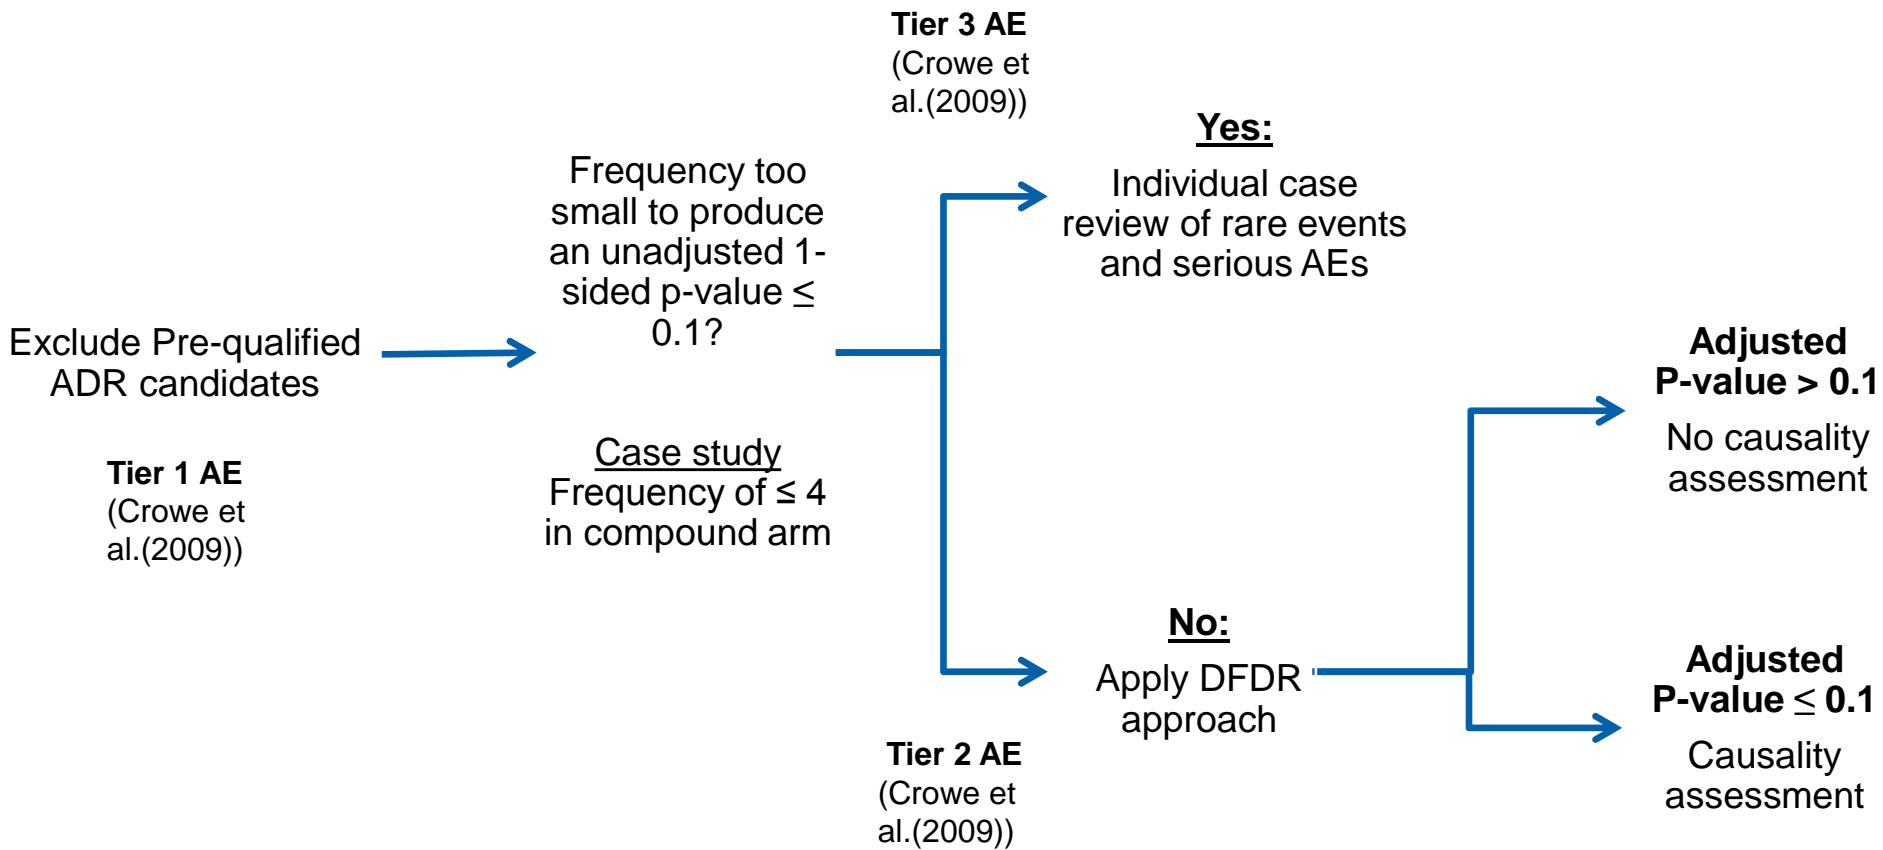 Exclude Pre-qualified
ADR candidates
Tier 1 AE
(Crowe et
al.(2009))
Frequency too
small to produce
an unadjusted 1-
sided p-value ≤
0.1?
Case study
Frequency of ≤ 4
in compound arm
Tier 3 AE
(Crowe et
al.(2009))
Yes:
Individual case
review of rare events
and serious AEs
No:
Apply DFDR
approach
Tier 2 AE
(Crowe et
al.(2009))
Adjusted
P-value > 0.1
No causality
assessment
Adjusted
P-value ≤ 0.1
Causality
assessment